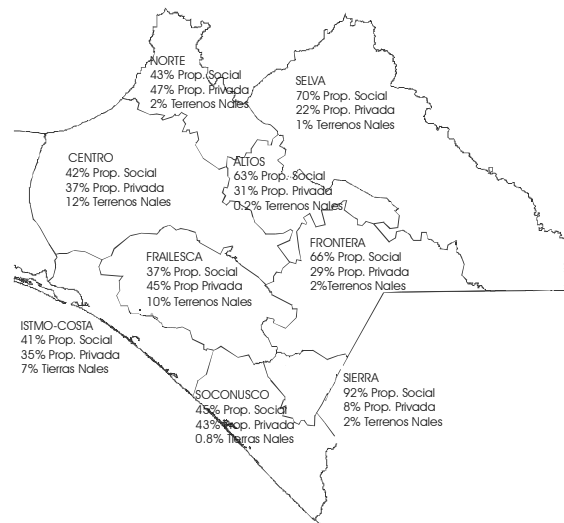 NORTE
43% Prop. Social
47% Prop. Privada
2% Terrenos Nales
SELVA
70% Prop. Social
22% Prop. Privada
1% Terrenos Nales
CENTRO
42% Prop. Social
37% Prop. Privada
12% Terrenos Nales
ALTOS
63% Prop. Social
31% Prop. Privada
0.2% Terrenos Nales
FRAILESCA
37% Prop. Social
45% Prop Privada
10% Terrenos Nales
FRONTERA
66% Prop. Social
29% Prop. Privada
2%Terrenos Nales
ISTMO-COSTA
41% Prop. Social
35% Prop. Privada
7% Tierras Nales
SOCONUSCO
45% Prop. Social
43% Prop. Privada
0.8% Tierras Nales
SIERRA
92% Prop. Social
8% Prop. Privada
2% Terrenos Nales